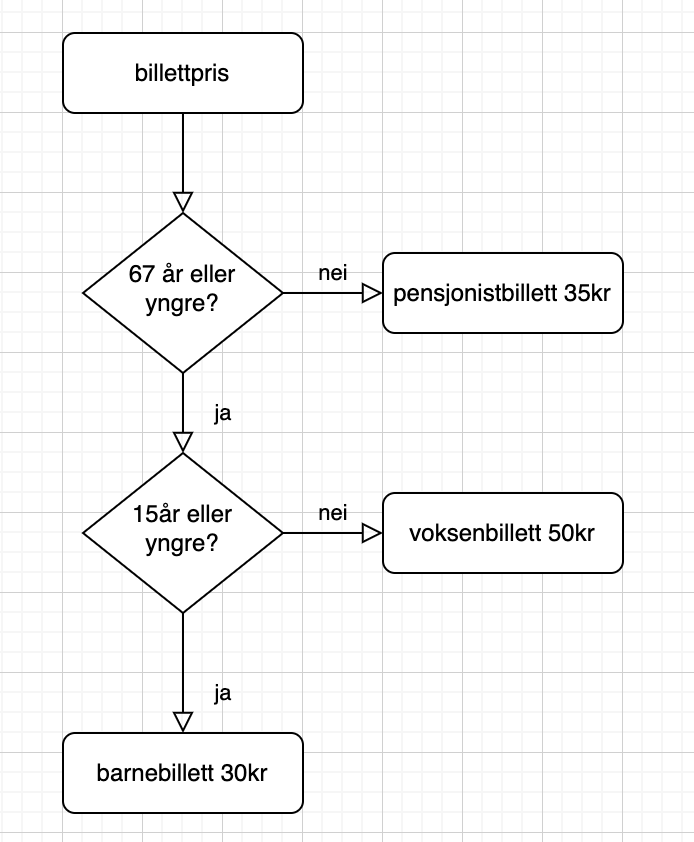 billettpris
67 år eller
yngre?
nei
pensjonistbillett 35kr
ja
15år eller
yngre?
nei
voksenbillett 50kr
ja
barnebillett 30kr